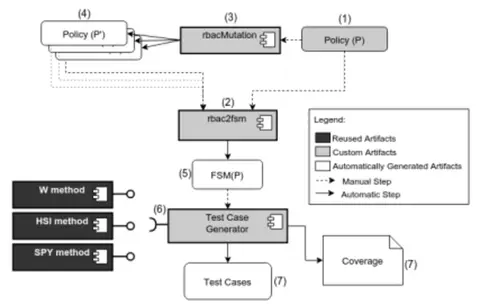 (4)
(3)
(1)
Policy (P')
rbacMutation
Policy (P)
(2)
rbac2fsm
Legend:
Reused Artifacts
Custom Artifacts
Automatically Generated Artifacts
Manual Step
Automatic Step
(5)
FSM(P)
W method
HSI method
SPY method
(6)
Test Case
Generator
Coverage
(7)
Test Cases
(7)